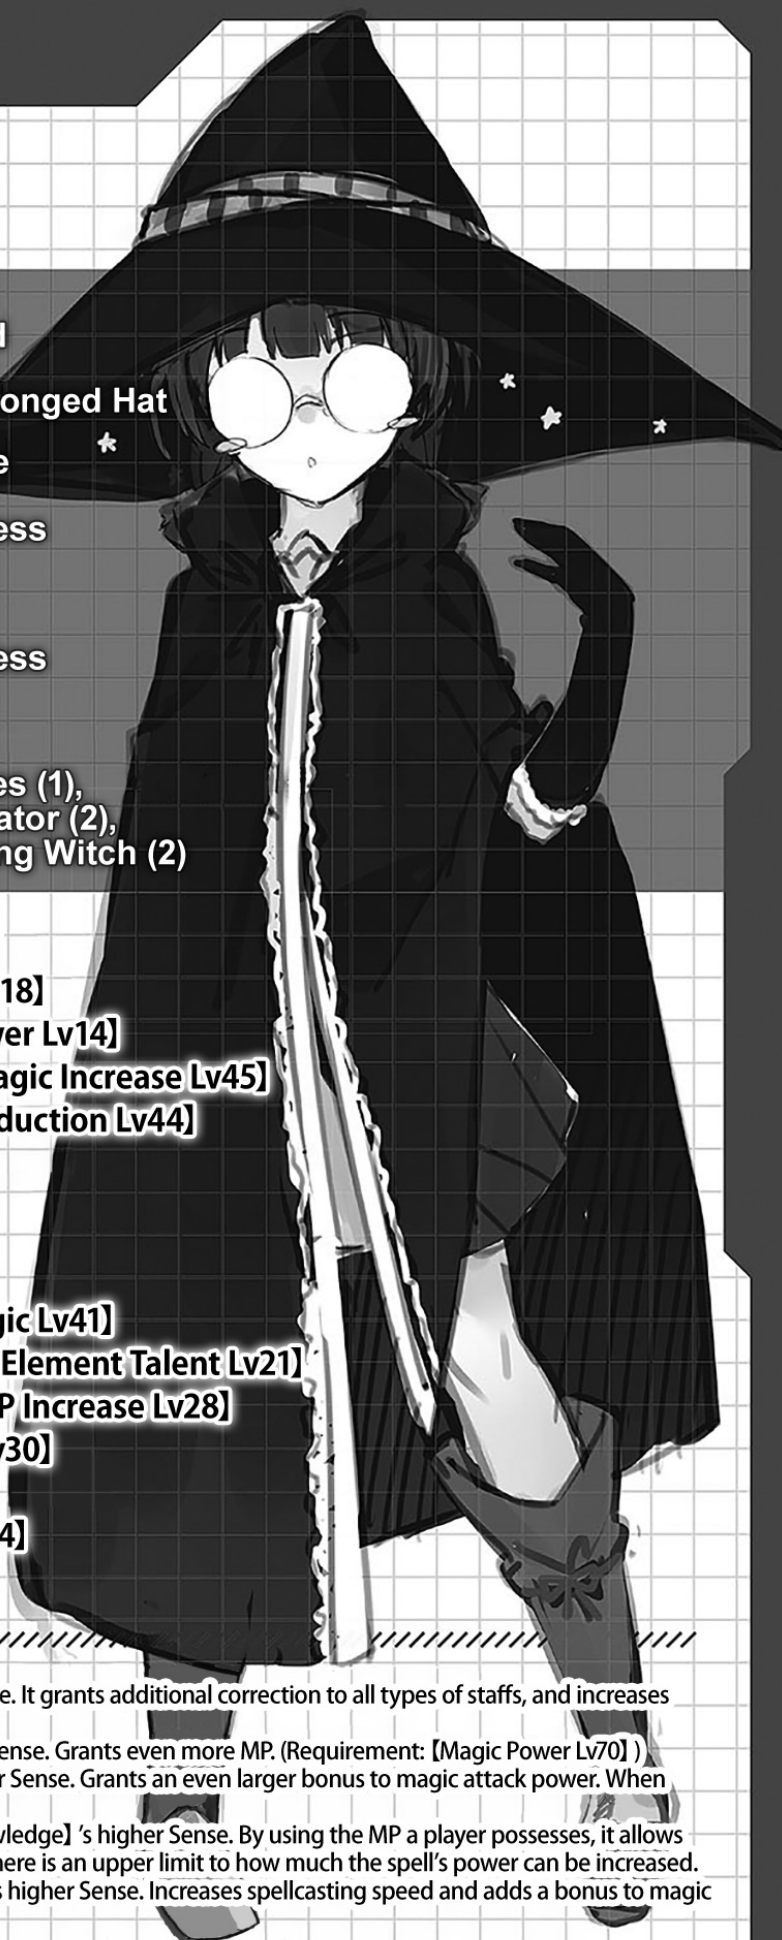 onged Hat
ess
ess
es (1),
ator (2),
ng Witch (2)
18】
ver Lv14】
agic Increase Lv45】
duction Lv44】
gic Lv41】
Element Talent Lv21】
P Increase Lv28】
v30】
4】
e. It grants additional correction to all types of staffs, and increases
ense. Grants even more MP. (Requirement: 【Magic Power Lv70】 )
r Sense. Grants an even larger bonus to magic attack power. When
wledge】 's higher Sense. By using the MP a player possesses, it allows
here is an upper limit to how much the spell's power can be increased.
s higher Sense. Increases spellcasting speed and adds a bonus to magic